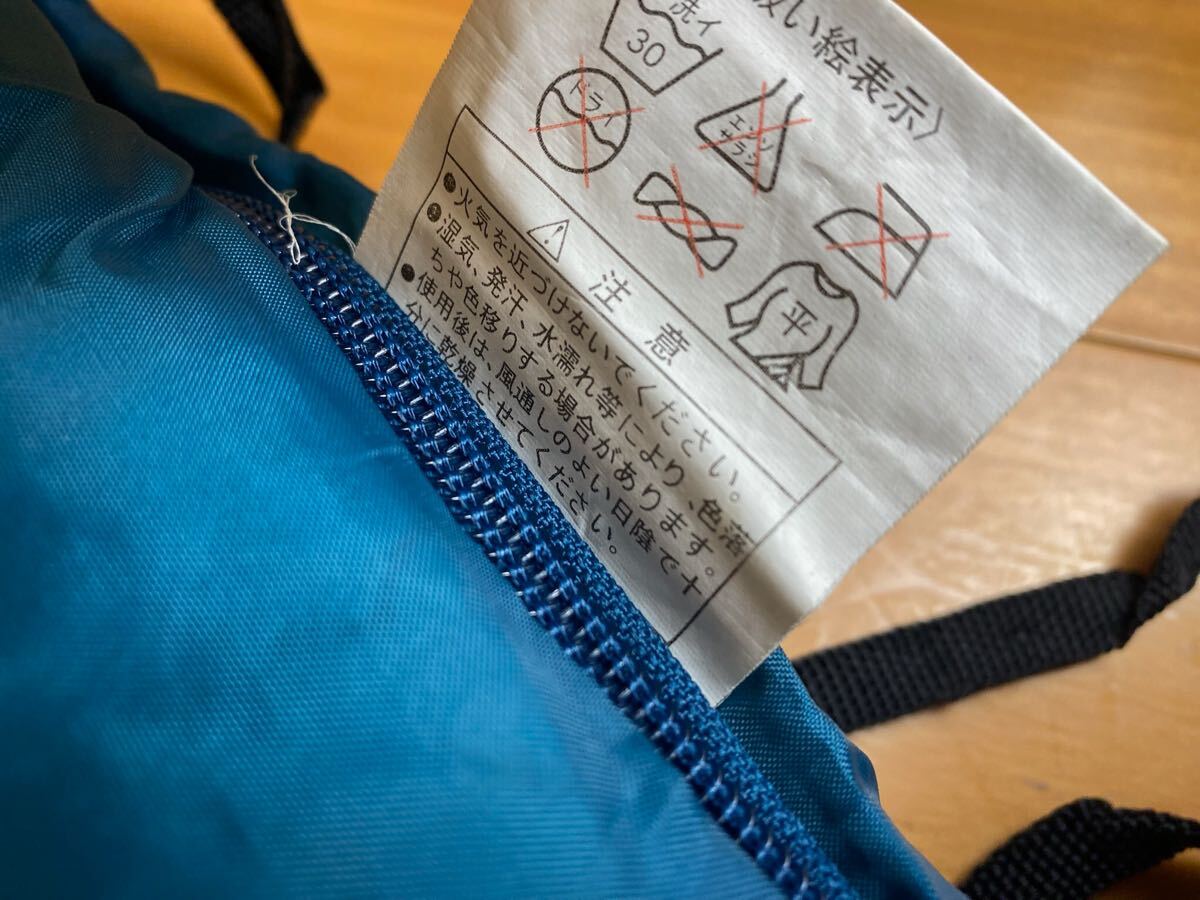 扱い絵表示〉
洗イ
30
ドライ
エンソ
サラシ
平
注意
●火気を近づけないでください。
●湿気、発汗、水濡れ等により、色落
ちや色移りする場合があります。
●使用後は、風通しのよい日陰で十
分に乾燥させてください。